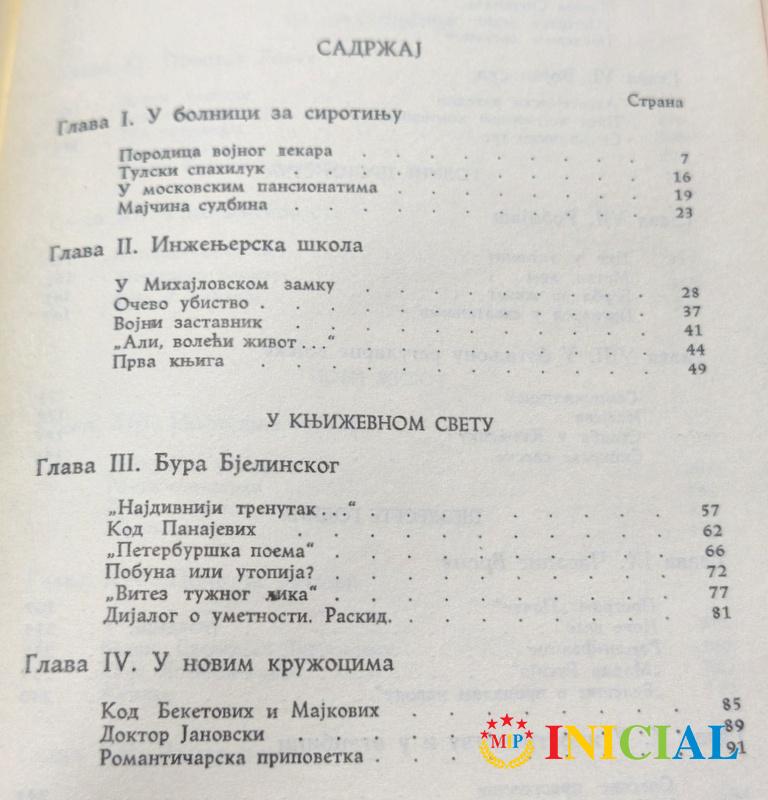 САДРЖАЈ
Страна
Глава I. У болници за сиротињу
Породица војног лекара . . . . . . . . 7
Тулски спахилук . . . . . . . . . . 16
У московским пансионатима . . . . . . . 19
Мајчина судбина . . . . . . . . . 23
Глава II. Инжењерска школа
У Михајловском замку . . . . . . . . 28
Очево убиство . . . . . . . . . . 37
Војни заставник . . . . . . . . . . 41
„Али, волећи живот . . .“ . . . . . . . . 44
Прва књига . . . . . . . . . . . 49
У КЊИЖЕВНОМ СВЕТУ
Глава III. Бура Бјелинског
„Најдивнији тренутак . . .“ . . . . . . . 57
Код Панајевих . . . . . . . . . . 62
„Петербуршка поема“ . . . . . . . . . 66
Побуна или утопија? . . . . . . . . . 72
„Витез тужног лика“ . . . . . . . . . 77
Дијалог о уметности. Раскид. . . . . . . . 81
Глава IV. У новим кружоцима
Код Бекетових и Мајкових . . . . . . . 85
Доктор Јановски . . . . . . . . . 89
Романтичарска приповетка . . . . . . . 91
MIP INICIAL